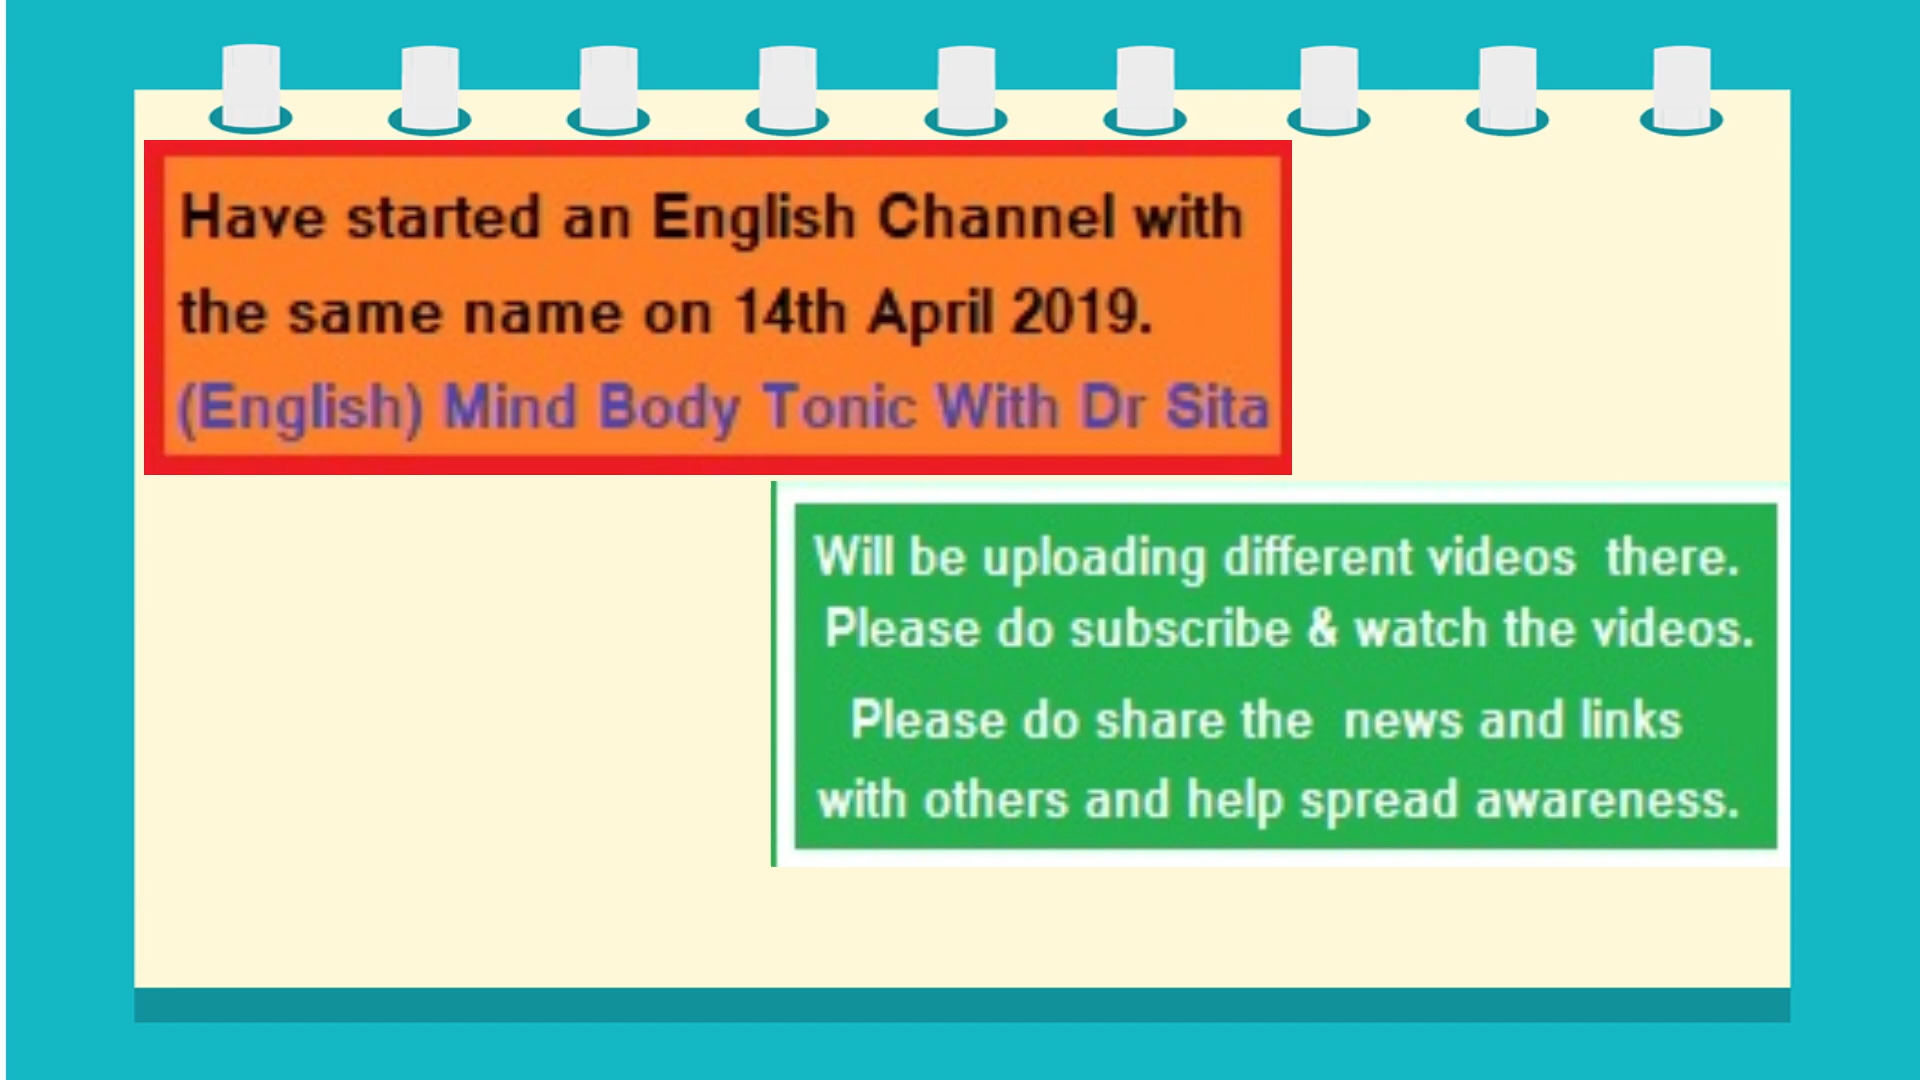 Have started an English Channel with
the same name on 14th April 2019.
(English) Mind Body Tonic With Dr Sita
Will be uploading different videos there.
Please do subscribe & watch the videos.
Please do share the news and links
with others and help spread awareness.